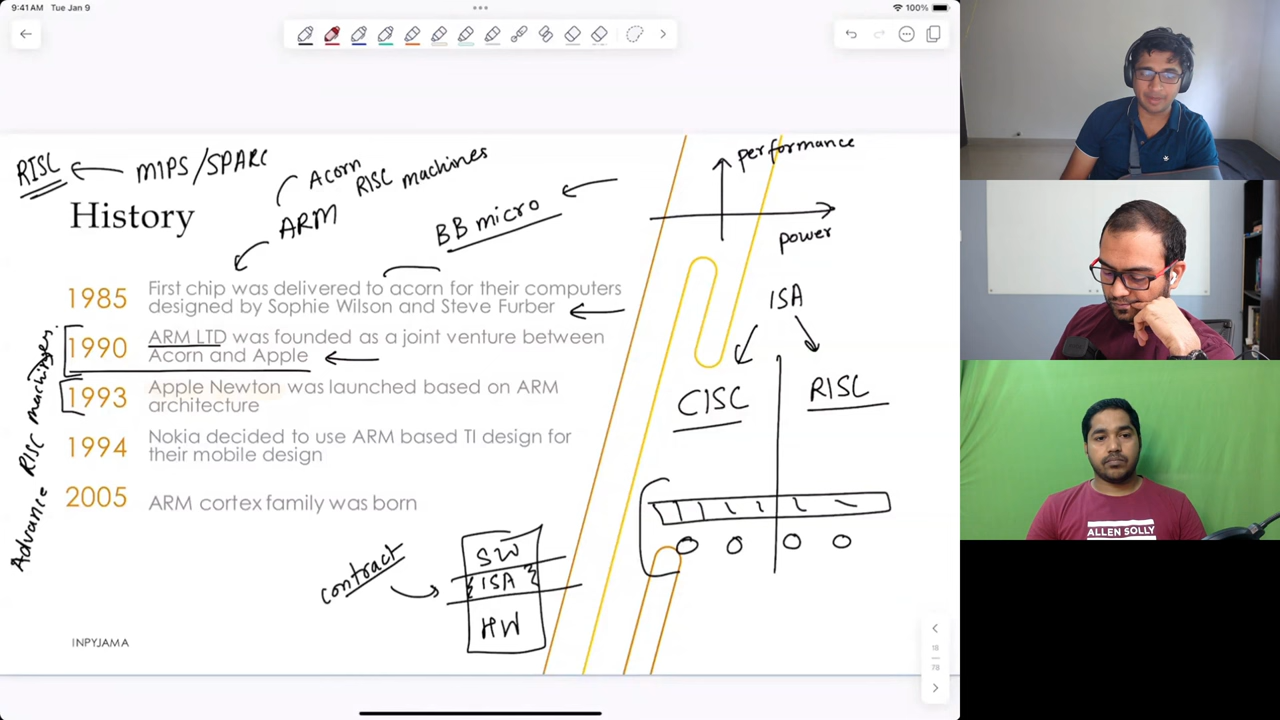 9:41 AM Tue Jan 9
100%
RISC
MIPS/SPARC
Acorn
RISC machines
ARM
BB micro
History
1985
First chip was delivered to acorn for their computers
designed by Sophie Wilson and Steve Furber
1990
ARM LTD was founded as a joint venture between
Acorn and Apple
1993
Apple Newton was launched based on ARM
architecture
1994
Nokia decided to use ARM based TI design for
their mobile design
2005
ARM cortex family was born
Advance RISC machines.
contract
SW
ISA
HW
INPYJAMA
performance
power
ISA
CISC
RISC
18
78
ALLEN SOLLY